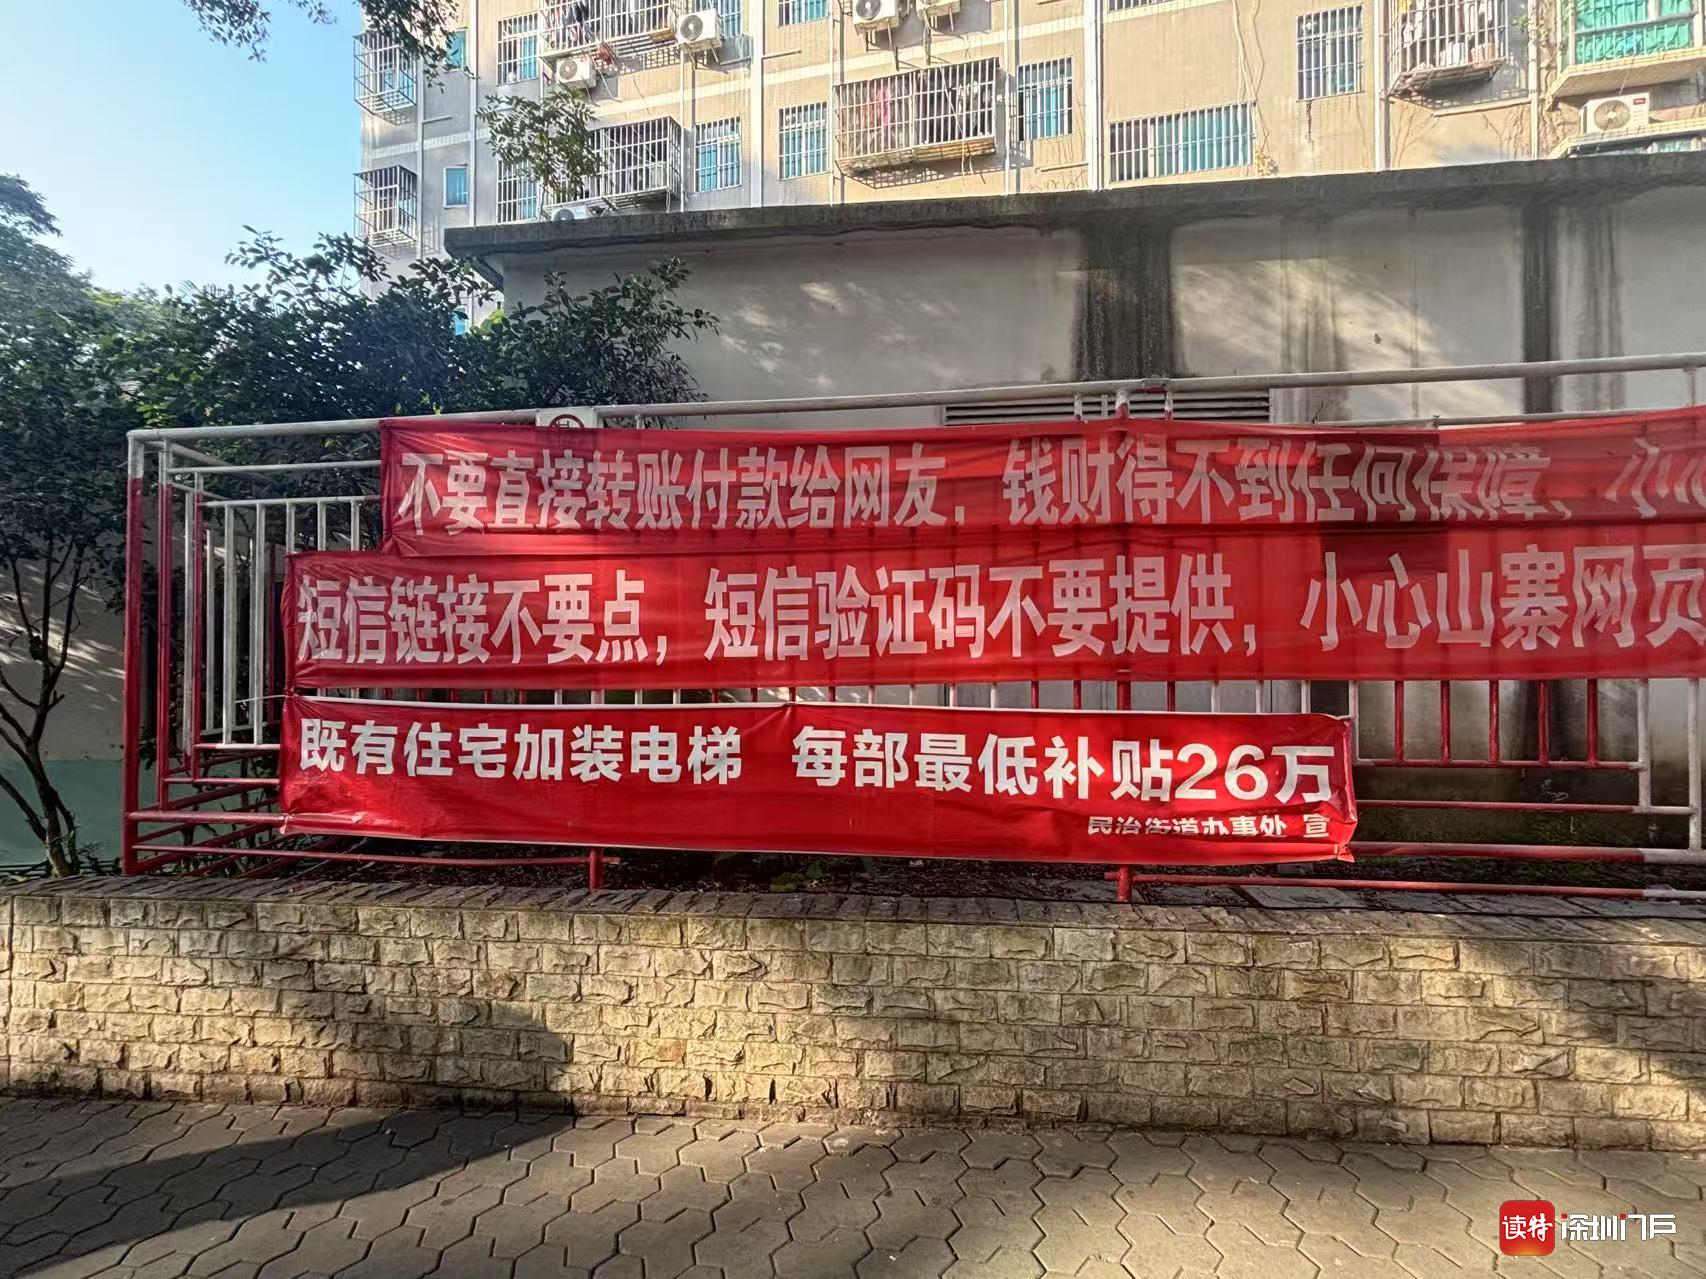 不要直接转账付款给网友，钱财得不到任何保障，小心
短信链接不要点，短信验证码不要提供，小心山寨网页
既有住宅加装电梯 每部最低补贴26万
民治街道办事处 宣
读特 深圳门户